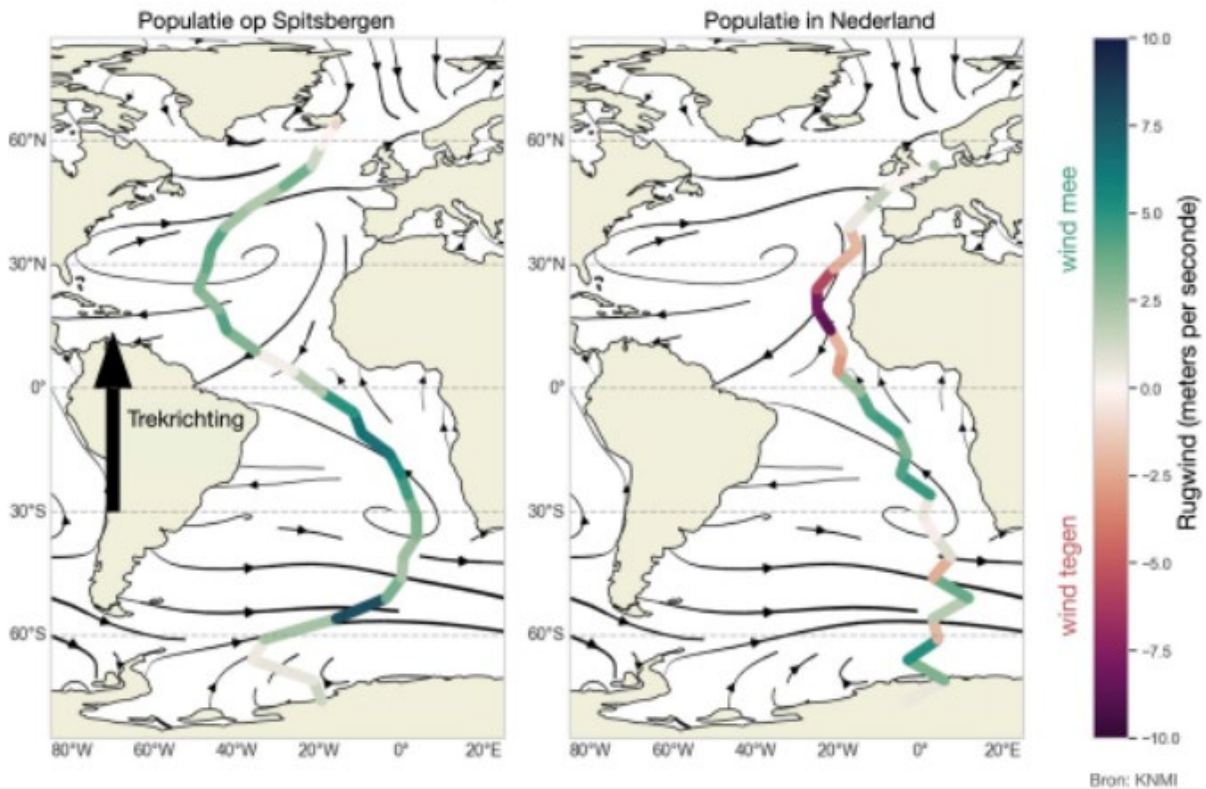 Populatie op Spitsbergen
Populatie in Nederland
60°N
30°N
0°
30°S
60°S
80°W
60°W
40°W
20°W
0°
20°E
Trekrichting
60°N
30°N
0°
30°S
60°S
80°W
60°W
40°W
20°W
0°
20°E
wind mee
wind tegen
10.0
7.5
5.0
2.5
0.0
−2.5
−5.0
−7.5
−10.0
Rugwind (meters per seconde)
Bron: KNMI